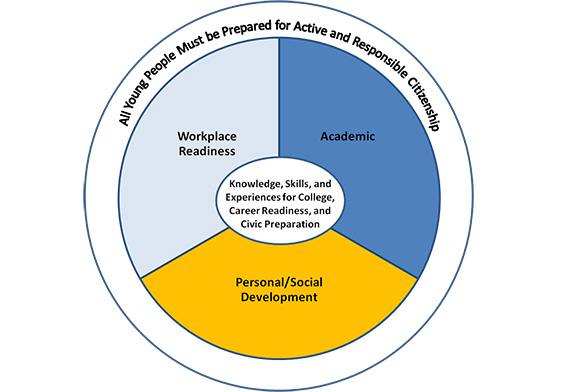 All Young People Must be Prepared for Active and Responsible Citizenship
Workplace
Readiness
Academic
Knowledge, Skills, and
Experiences for College,
Career Readiness, and
Civic Preparation
Personal/Social
Development